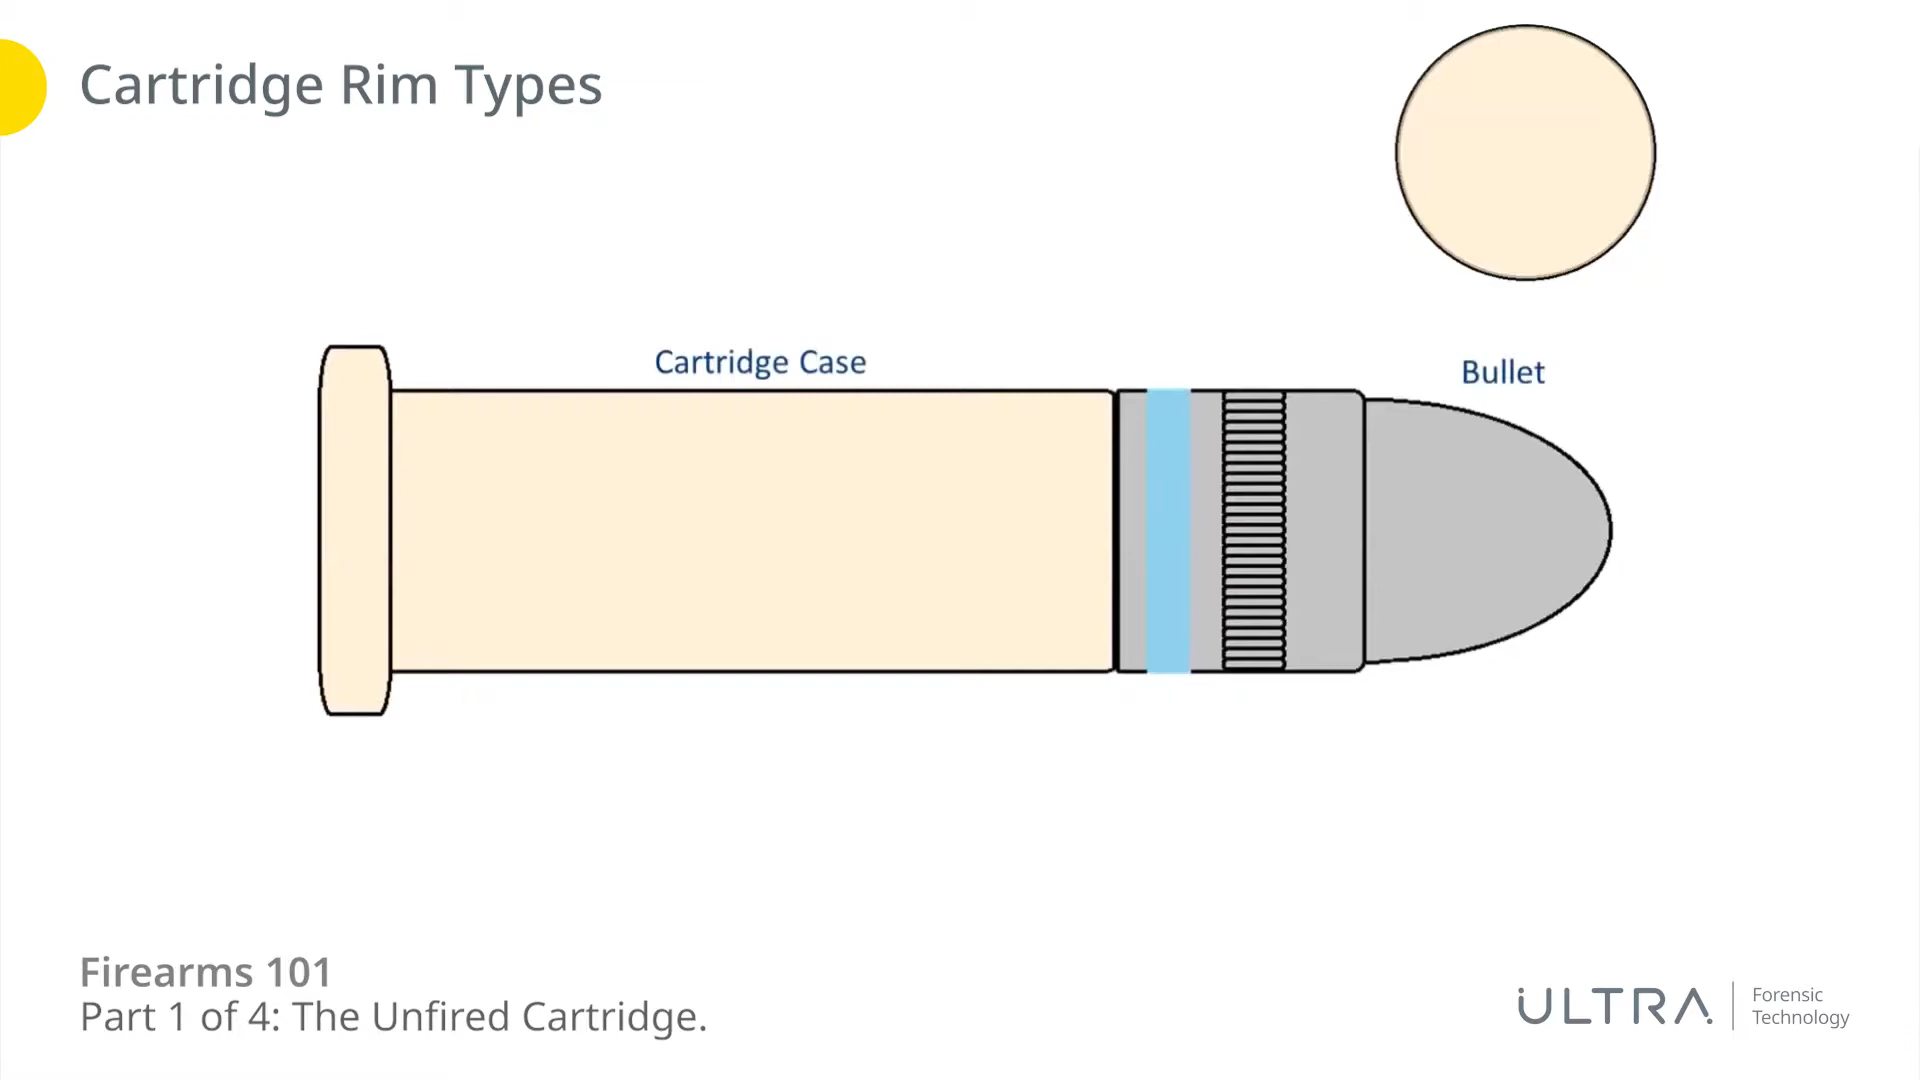 Cartridge Rim Types
Cartridge Case
Bullet
Firearms 101
Part 1 of 4: The Unfired Cartridge.
ULTRA
Forensic
Technology